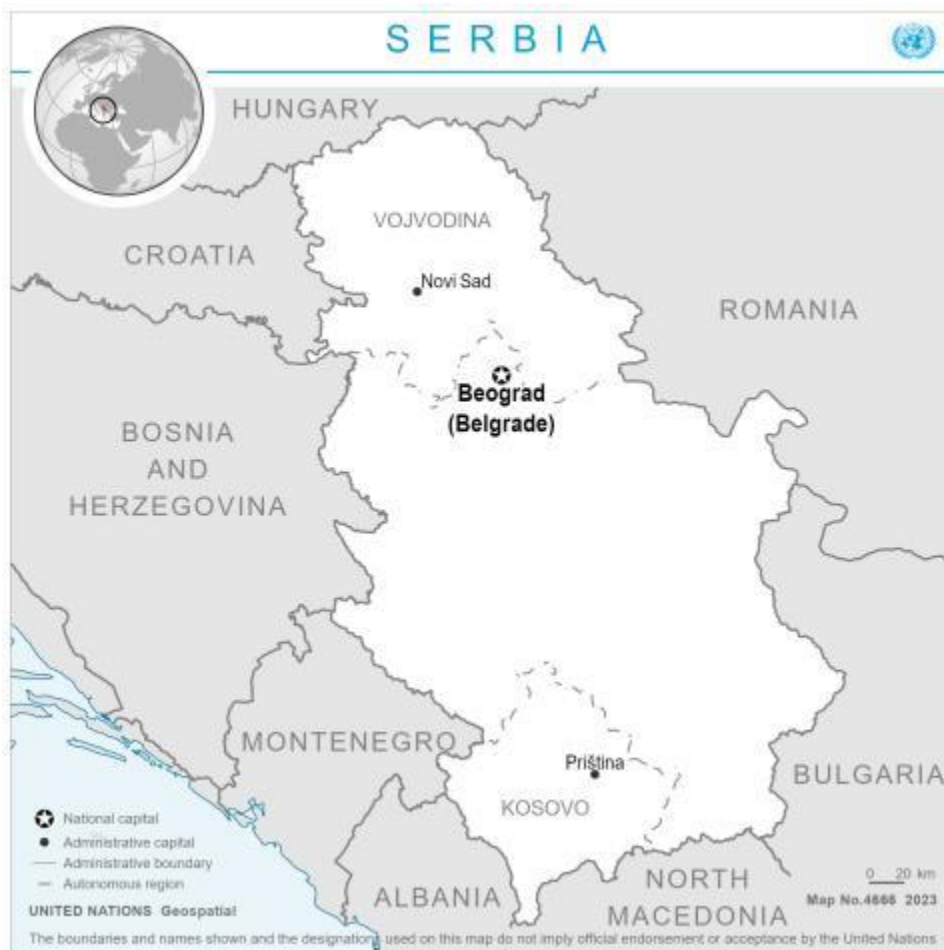 SERBIA
HUNGARY
VOJVODINA
CROATIA
Novi Sad
ROMANIA
Beograd
(Belgrade)
BOSNIA
AND
HERZEGOVINA
MONTENEGRO
Priština
BULGARIA
KOSOVO
National capital
Administrative capital
Administrative boundary
Autonomous region
ALBANIA
NORTH
MACEDONIA
0 20 km
Map No.4666 2023
UNITED NATIONS Geospatial
The boundaries and names shown and the designations used on this map do not imply official endorsement or acceptance by the United Nations